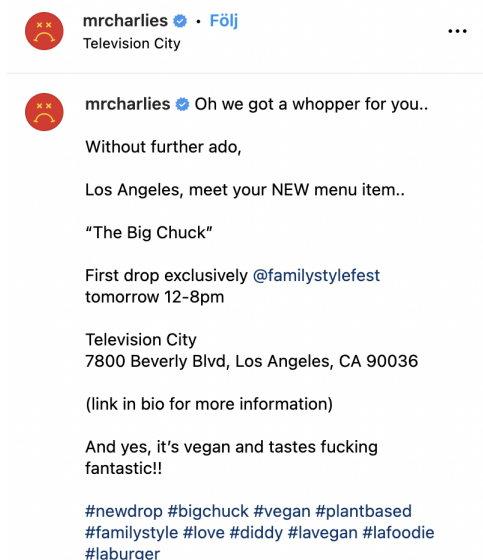 mrcharlies • Följ
Television City
mrcharlies Oh we got a whopper for you..
Without further ado,
Los Angeles, meet your NEW menu item..
“The Big Chuck”
First drop exclusively @familystylefest
tomorrow 12-8pm
Television City
7800 Beverly Blvd, Los Angeles, CA 90036
(link in bio for more information)
And yes, it’s vegan and tastes fucking
fantastic!!
#newdrop #bigchuck #vegan #plantbased
#familystyle #love #diddy #lavegan #lafoodie
#laburger